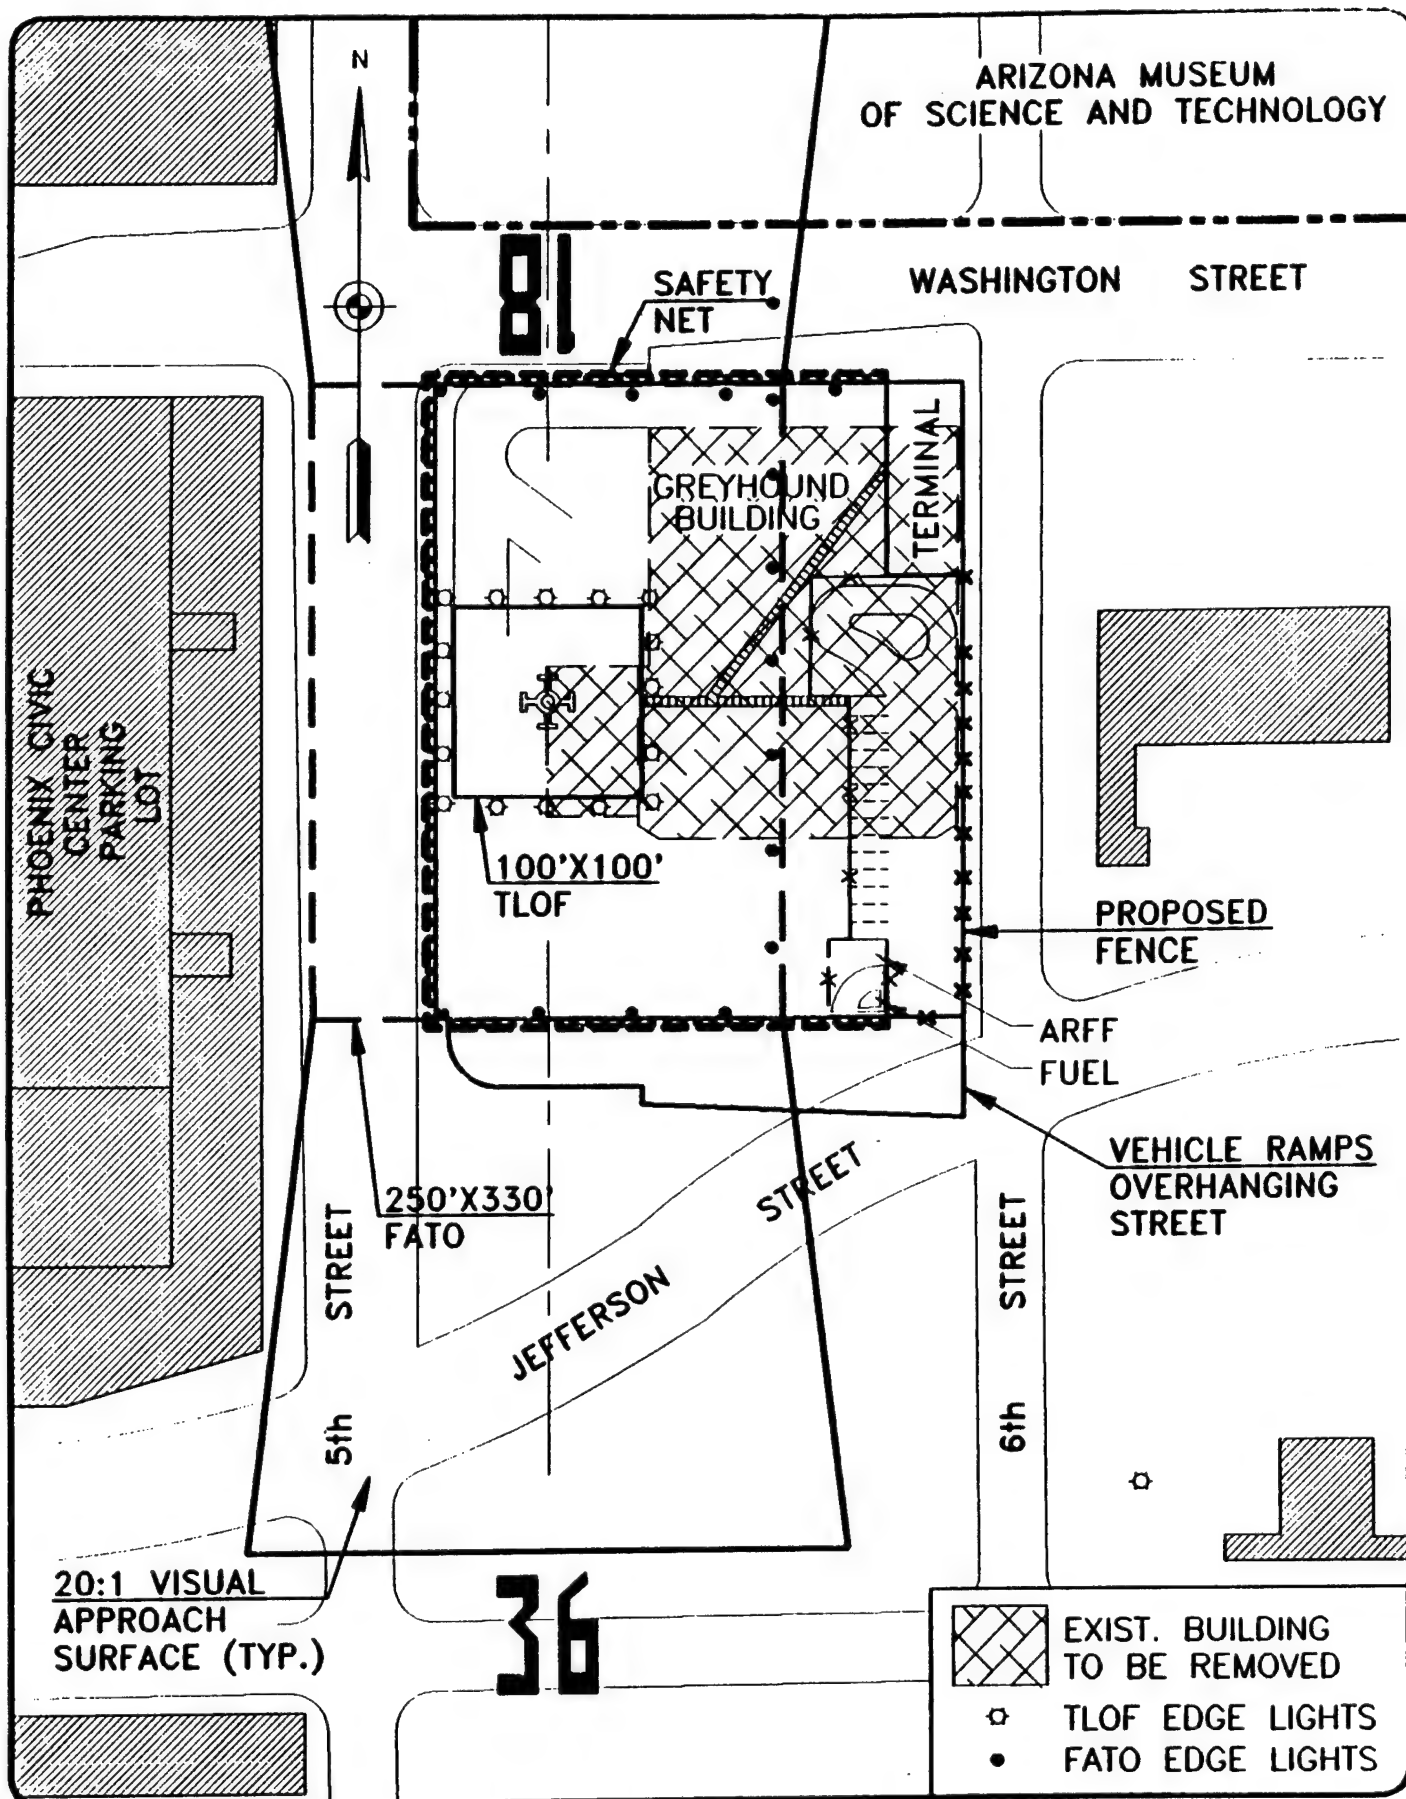 N
ARIZONA MUSEUM
OF SCIENCE AND TECHNOLOGY
18
SAFETY
NET
WASHINGTON STREET
TERMINAL
GREYHOUND
BUILDING
PHOENIX CIVIC
CENTER
PARKING
LOT
100'X100'
TLOF
PROPOSED
FENCE
ARFF
FUEL
VEHICLE RAMPS
OVERHANGING
STREET
250'X330'
FATO
5th STREET
JEFFERSON STREET
6th STREET
20:1 VISUAL
APPROACH
SURFACE (TYP.)
36
EXIST. BUILDING
TO BE REMOVED
TLOF EDGE LIGHTS
FATO EDGE LIGHTS